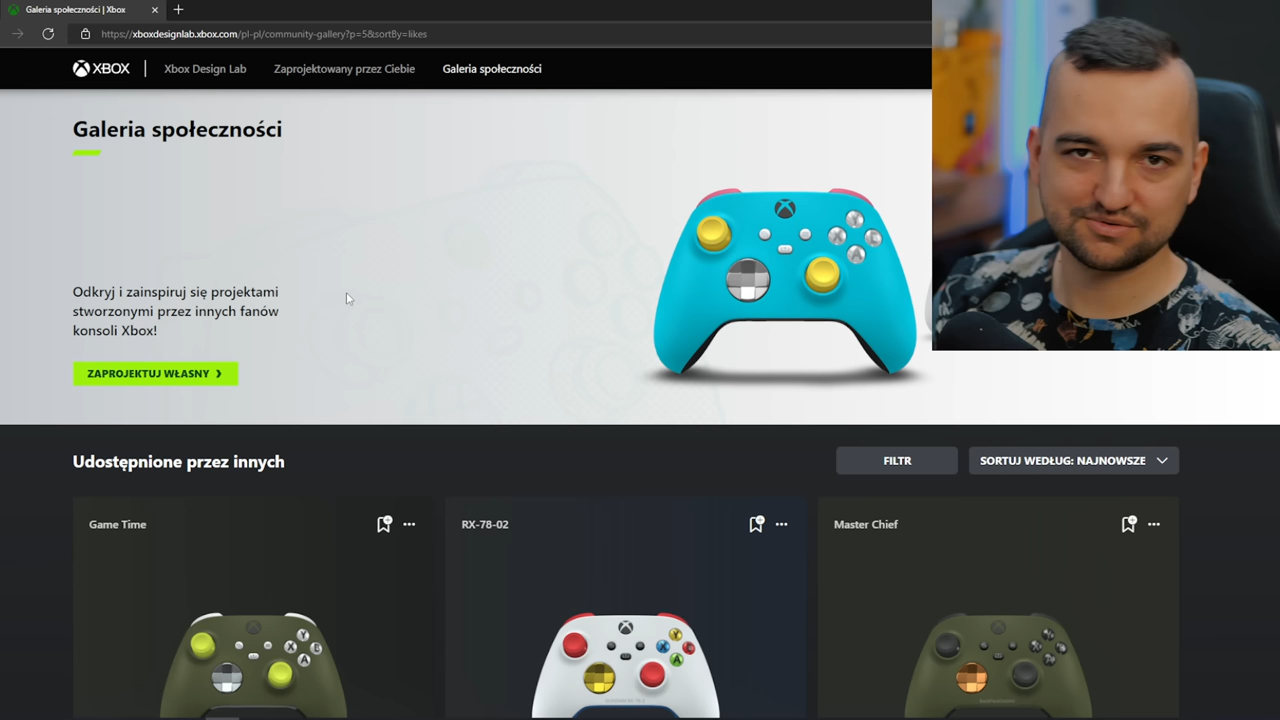 Galeria społeczności | Xbox
https://xboxdesignlab.xbox.com/pl-pl/community-gallery?p=5&sortBy=likes
XBOX
Xbox Design Lab
Zaprojektowany przez Ciebie
Galeria społeczności
Galeria społeczności
Odkryj i zainspiruj się projektami
stworzonymi przez innych fanów
konsoli Xbox!
ZAPROJEKTUJ WŁASNY
Udostępnione przez innych
FILTR
SORTUJ WEDŁUG: NAJNOWSZE
Game Time
RX-78-02
Master Chief